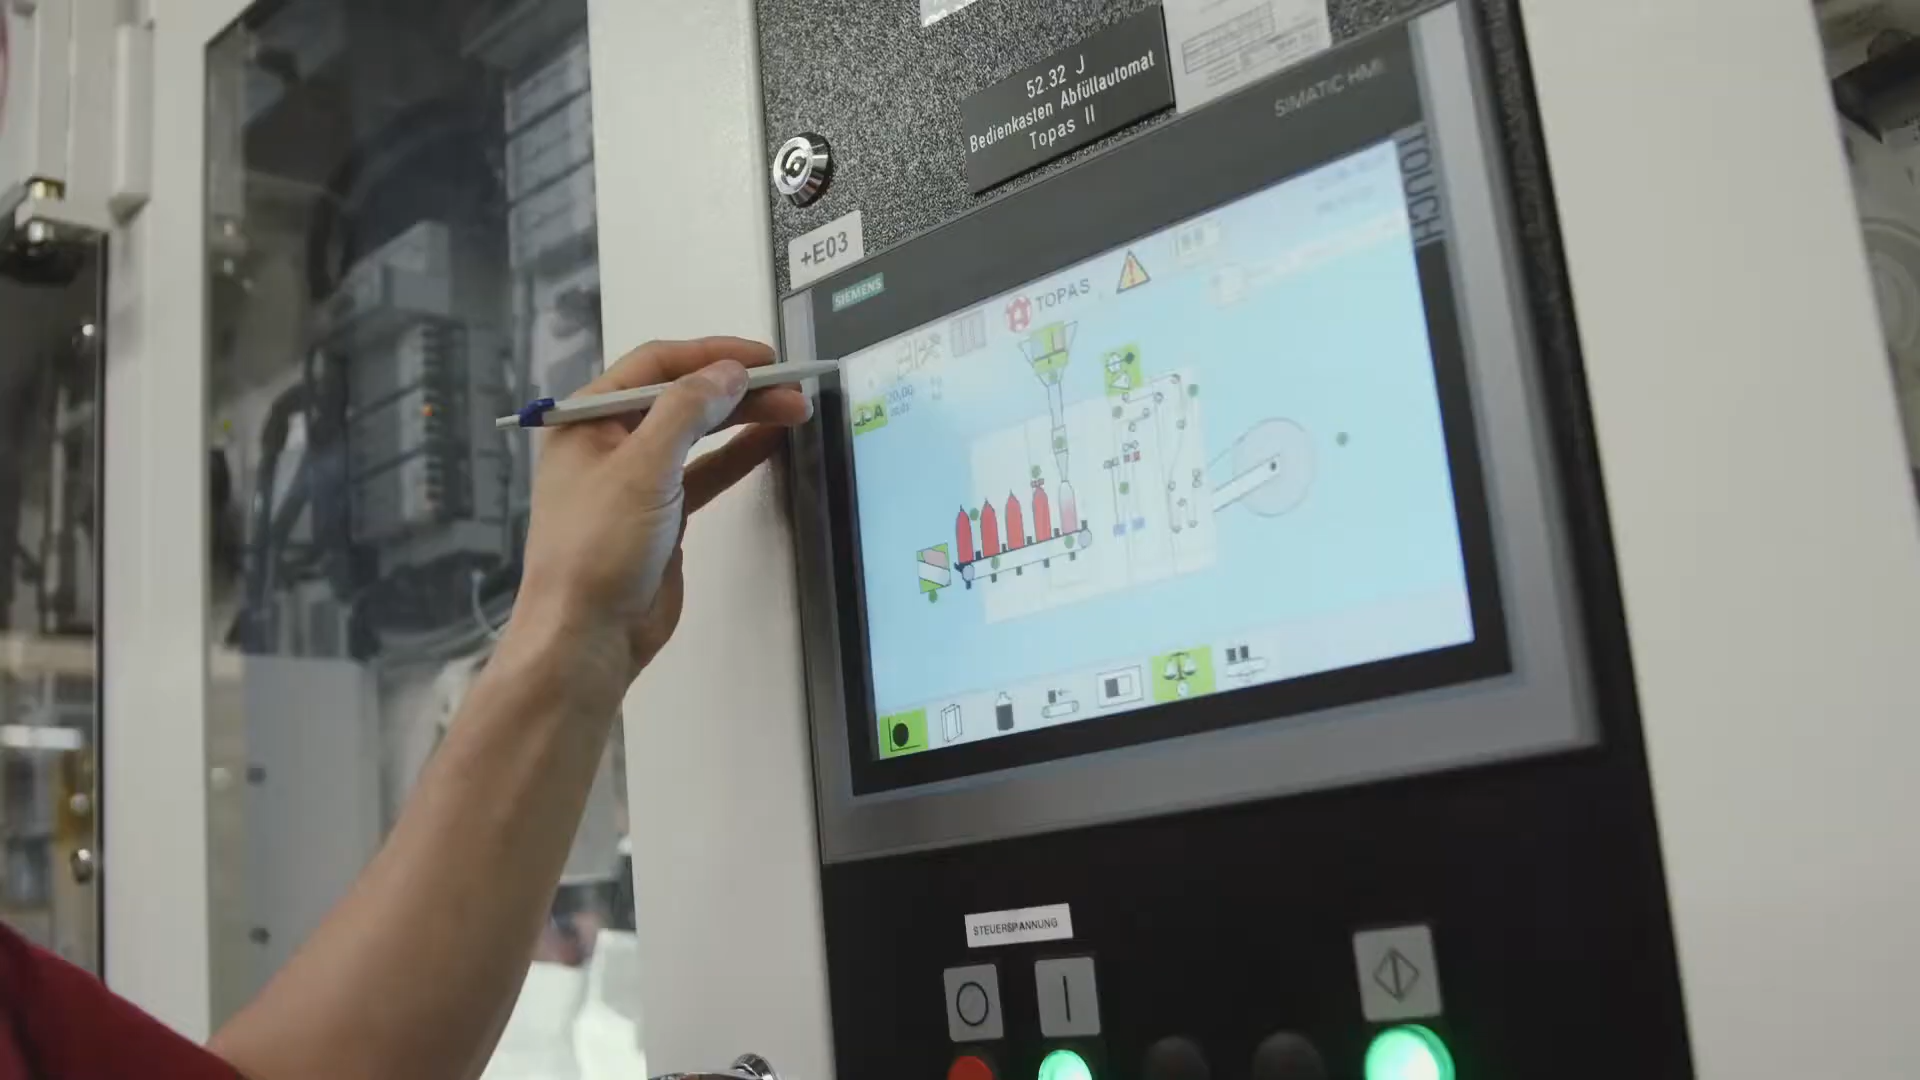 52.32 J
Bedienkasten Abfüllautomat
Topas II
SIMATIC HMI
TOUCH
+E03
SIEMENS
TOPAS
A
STEUERSPANNUNG